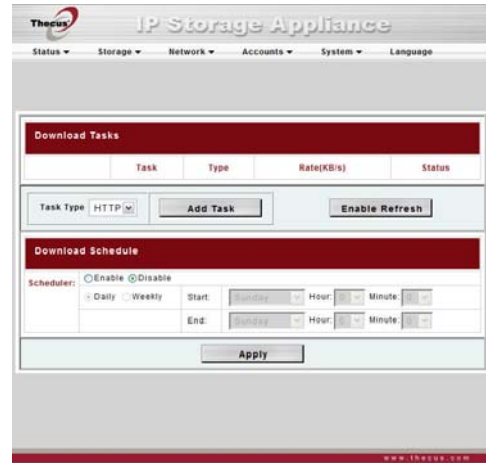 Thecus
IP Storage Appliance
Status Storage Network Accounts System Language
Download Tasks
Task Type Rate(KB/s) Status
Task Type HTTP Add Task Enable Refresh
Download Schedule
Scheduler: Enable Disable
Daily Weekly Start: Sunday Hour: 0 Minute: 0
End: Sunday Hour: 0 Minute: 0
Apply
www.thecus.com